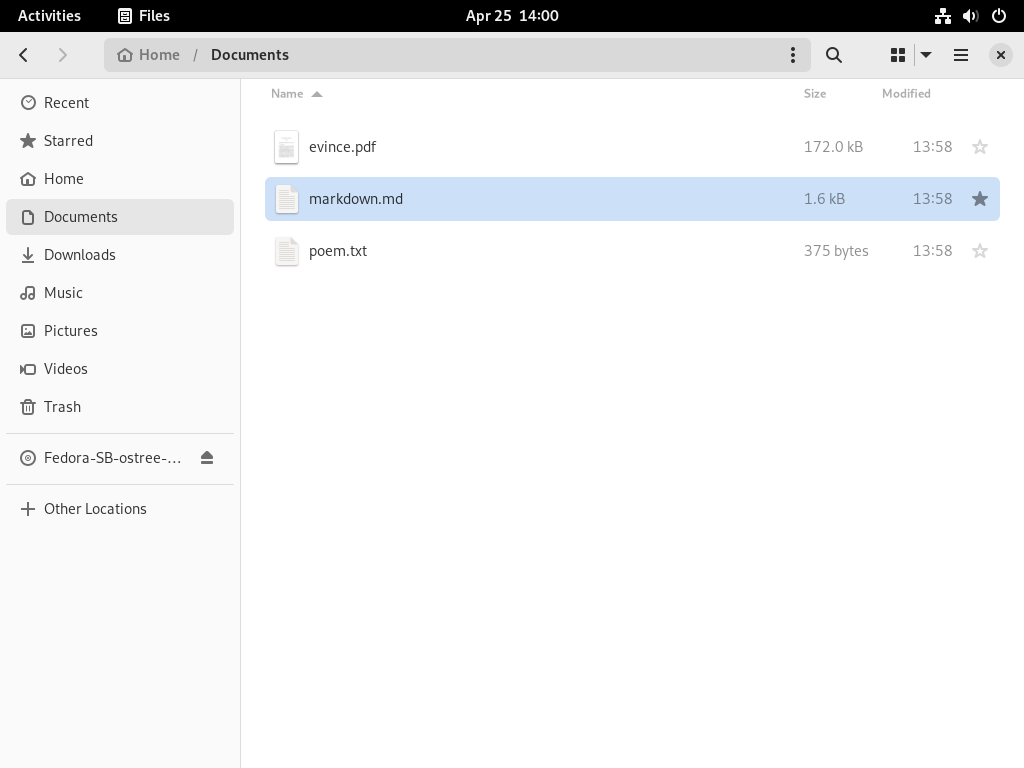 Activities Files Apr 25 14:00
Home / Documents
Name Size Modified
Recent
Starred
Home
Documents
Downloads
Music
Pictures
Videos
Trash
Fedora-SB-ostree-…
Other Locations
evince.pdf 172.0 kB 13:58
markdown.md 1.6 kB 13:58
poem.txt 375 bytes 13:58